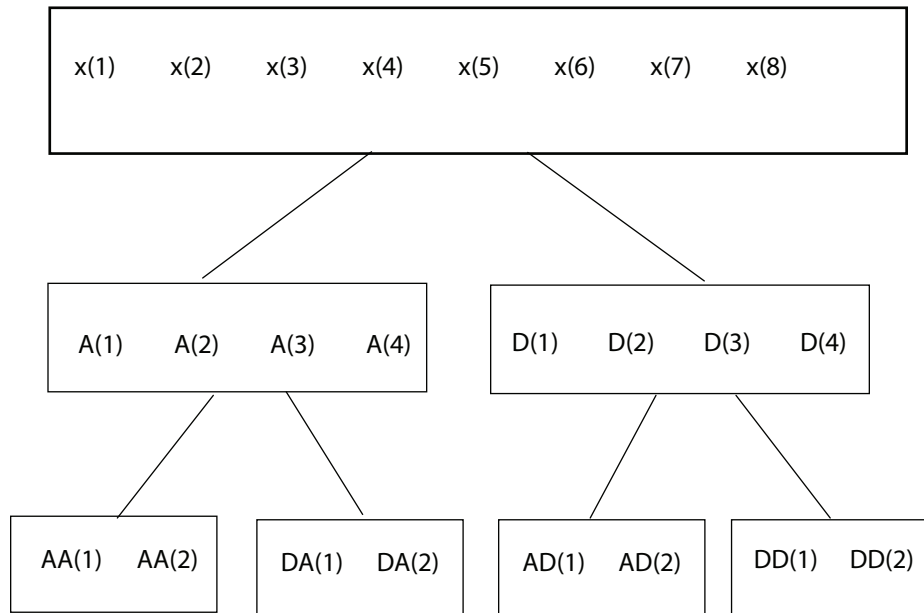 x(1) x(2) x(3) x(4) x(5) x(6) x(7) x(8)
A(1) A(2) A(3) A(4) D(1) D(2) D(3) D(4)
AA(1) AA(2) DA(1) DA(2) AD(1) AD(2) DD(1) DD(2)